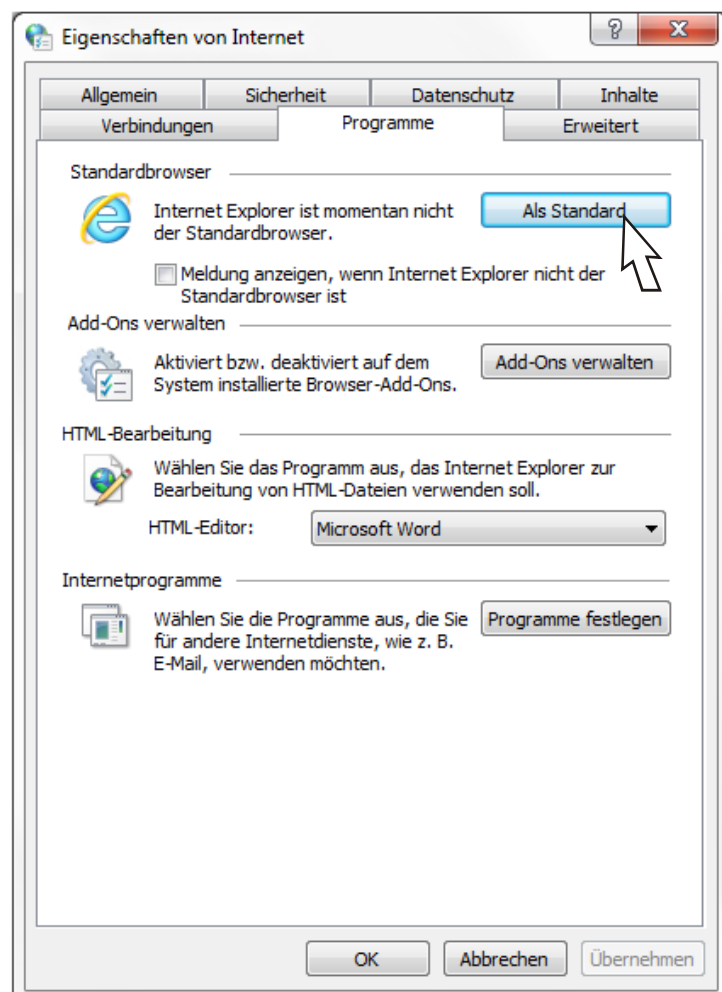 Eigenschaften von Internet
Allgemein Sicherheit Datenschutz Inhalte
Verbindungen Programme Erweitert
Standardbrowser
Internet Explorer ist momentan nicht
der Standardbrowser.
Als Standard
Meldung anzeigen, wenn Internet Explorer nicht der
Standardbrowser ist
Add-Ons verwalten
Aktiviert bzw. deaktiviert auf dem
System installierte Browser-Add-Ons.
Add-Ons verwalten
HTML-Bearbeitung
Wählen Sie das Programm aus, das Internet Explorer zur
Bearbeitung von HTML-Dateien verwenden soll.
HTML-Editor: Microsoft Word
Internetprogramme
Wählen Sie die Programme aus, die Sie
für andere Internetdienste, wie z. B.
E-Mail, verwenden möchten.
Programme festlegen
OK Abbrechen Übernehmen